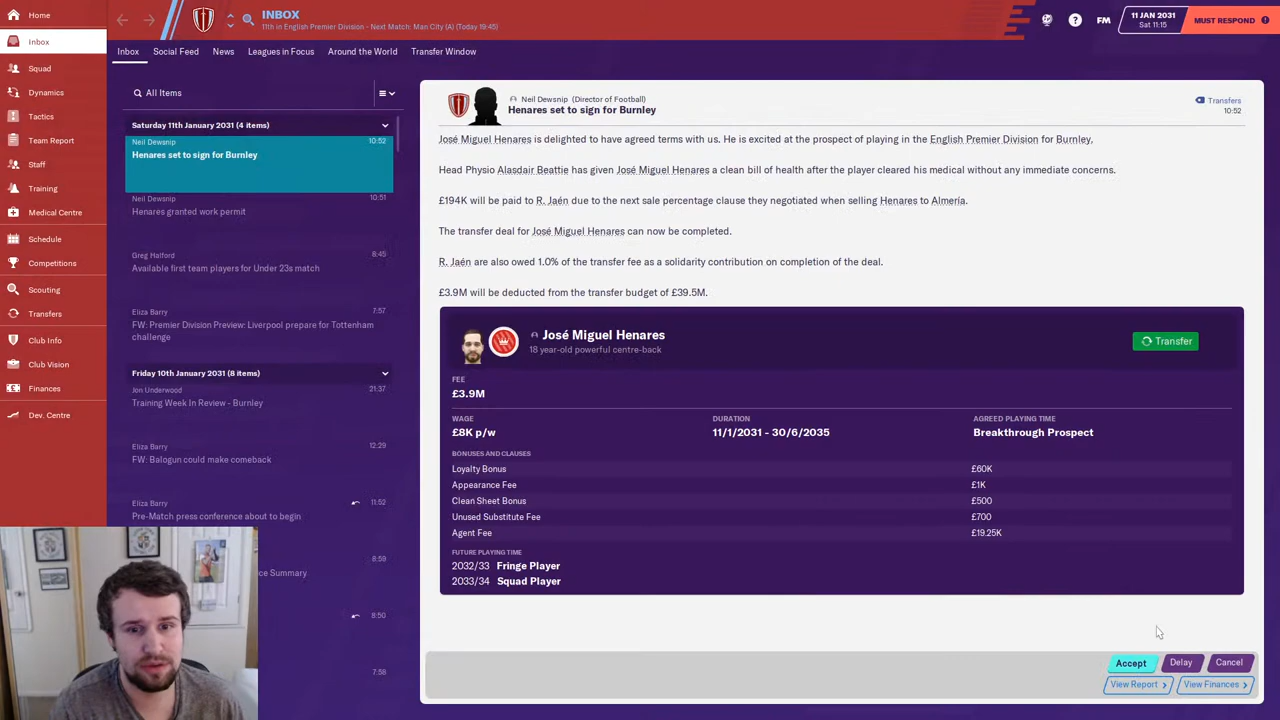 Home
Inbox
Squad
Dynamics
Tactics
Team Report
Staff
Training
Medical Centre
Schedule
Competitions
Scouting
Transfers
Club Info
Club Vision
Finances
Dev. Centre
INBOX
11th in English Premier Division - Next Match: Man City (A) (Today 19:45)
?
FM
11 JAN 2031
Sat 11:15
MUST RESPOND
Inbox
Social Feed
News
Leagues in Focus
Around the World
Transfer Window
All Items
Saturday 11th January 2031 (4 items)
Neil Dewsnip 10:52
Henares set to sign for Burnley
Neil Dewsnip 10:51
Henares granted work permit
Greg Halford 8:45
Available first team players for Under 23s match
Eliza Barry 7:57
FW: Premier Division Preview: Liverpool prepare for Tottenham
challenge
Friday 10th January 2031 (8 items)
Jon Underwood 21:37
Training Week In Review - Burnley
Eliza Barry 12:29
FW: Balogun could make comeback
Eliza Barry 11:52
Pre-Match press conference about to begin
8:59
ce Summary
8:50
7:58
Neil Dewsnip (Director of Football)
Henares set to sign for Burnley
Transfers
10:52
José Miguel Henares is delighted to have agreed terms with us. He is excited at the prospect of playing in the English Premier Division for Burnley.
Head Physio Alasdair Beattie has given José Miguel Henares a clean bill of health after the player cleared his medical without any immediate concerns.
£194K will be paid to R. Jaén due to the next sale percentage clause they negotiated when selling Henares to Almería.
The transfer deal for José Miguel Henares can now be completed.
R. Jaén are also owed 1.0% of the transfer fee as a solidarity contribution on completion of the deal.
£3.9M will be deducted from the transfer budget of £39.5M.
José Miguel Henares
18 year-old powerful centre-back
Transfer
FEE
£3.9M
WAGE DURATION AGREED PLAYING TIME
£8K p/w 11/1/2031 - 30/6/2035 Breakthrough Prospect
BONUSES AND CLAUSES
Loyalty Bonus £60K
Appearance Fee £1K
Clean Sheet Bonus £500
Unused Substitute Fee £700
Agent Fee £19.25K
FUTURE PLAYING TIME
2032/33 Fringe Player
2033/34 Squad Player
Accept
Delay
Cancel
View Report
View Finances